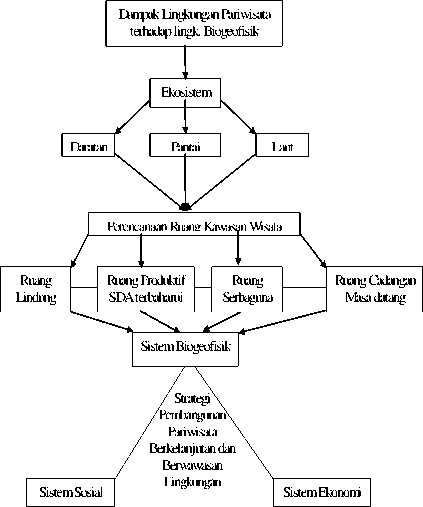 Dampak Lingkungan Pariwisata
terhadap lingk. Biogeofisik
Ekosistem
Daratan
Pantai
Laut
Perencanaan Ruang Kawasan Wisata
Ruang
Lindung
Ruang Produktif
SDA terbaharui
Ruang
Serbaguna
Ruang Cadangan
Masa datang
Sistem Biogeofisik
Strategi
Pembangunan
Pariwisata
Berkelanjutan dan
Berwawasan
Lingkungan
Sistem Sosial
Sistem Ekonomi